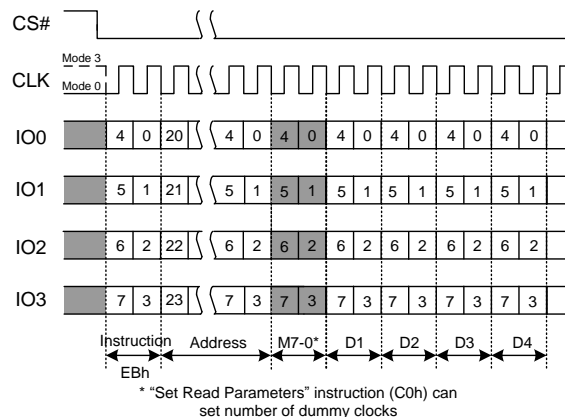 CS#
Mode 3
CLK
Mode 0
IO0 4 0 20 4 0 4 0 4 0 4 0 4 0 4 0
IO1 5 1 21 5 1 5 1 5 1 5 1 5 1 5 1
IO2 6 2 22 6 2 6 2 6 2 6 2 6 2 6 2
IO3 7 3 23 7 3 7 3 7 3 7 3 7 3 7 3
Instruction Address M7-0* D1 D2 D3 D4
EBh
* “Set Read Parameters” instruction (C0h) can
set number of dummy clocks